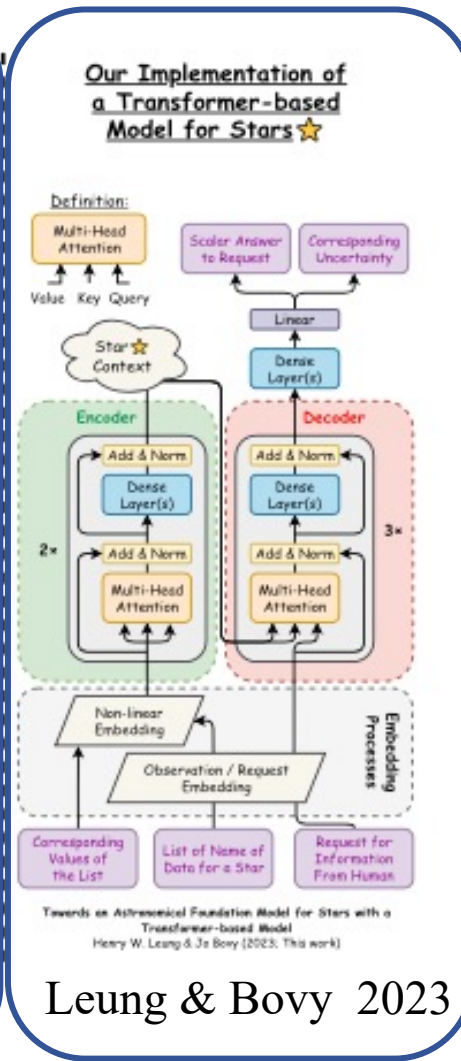 Our Implementation of
a Transformer-based
Model for Stars
Definition:
Multi-Head
Attention
Value Key Query
Scaler Answer
to Request
Corresponding
Uncertainty
Linear
Dense
Layer(s)
Star
Context
Encoder
Add & Norm
Dense
Layer(s)
2×
Add & Norm
Multi-Head
Attention
Decoder
Add & Norm
Dense
Layer(s)
3×
Add & Norm
Multi-Head
Attention
Non-linear
Embedding
Observation / Request
Embedding
Embedding
Processes
Corresponding
Values of
the List
List of Name of
Data for a Star
Request for
Information
From Human
Towards an Astronomical Foundation Model for Stars with a
Transformer-based Model
Henry W. Leung & Jo Bovy (2023; This work)
Leung & Bovy 2023